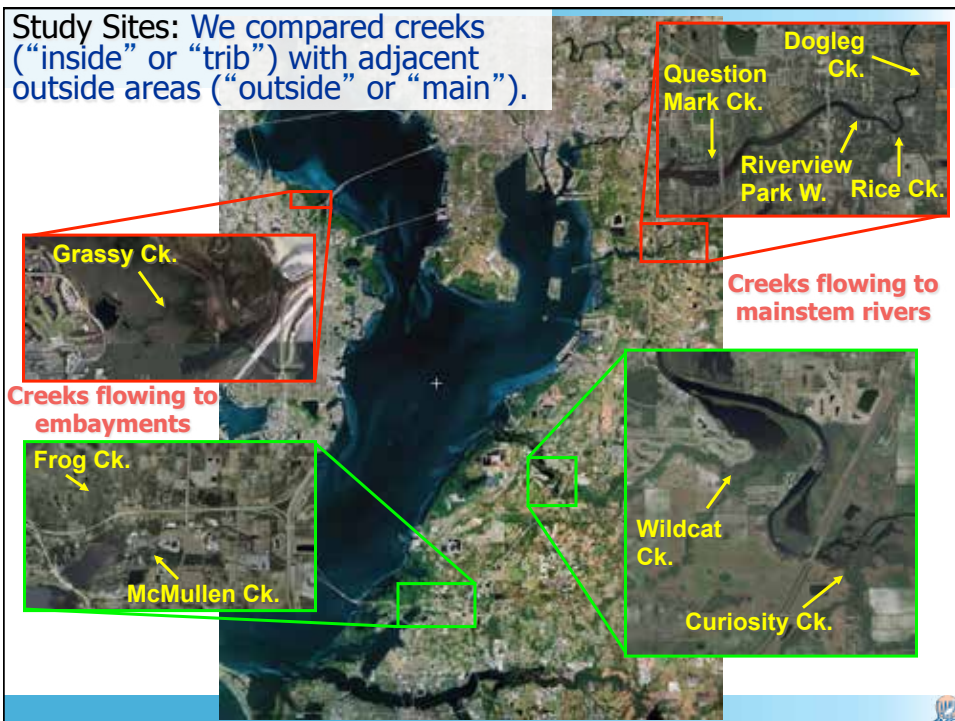 Study Sites: We compared creeks
(“inside” or “trib”) with adjacent
outside areas (“outside” or “main”).
Dogleg
Ck.
Question
Mark Ck.
Riverview
Park W.
Rice Ck.
Grassy Ck.
Creeks flowing to
mainstem rivers
Creeks flowing to
embayments
Frog Ck.
McMullen Ck.
Wildcat
Ck.
Curiosity Ck.